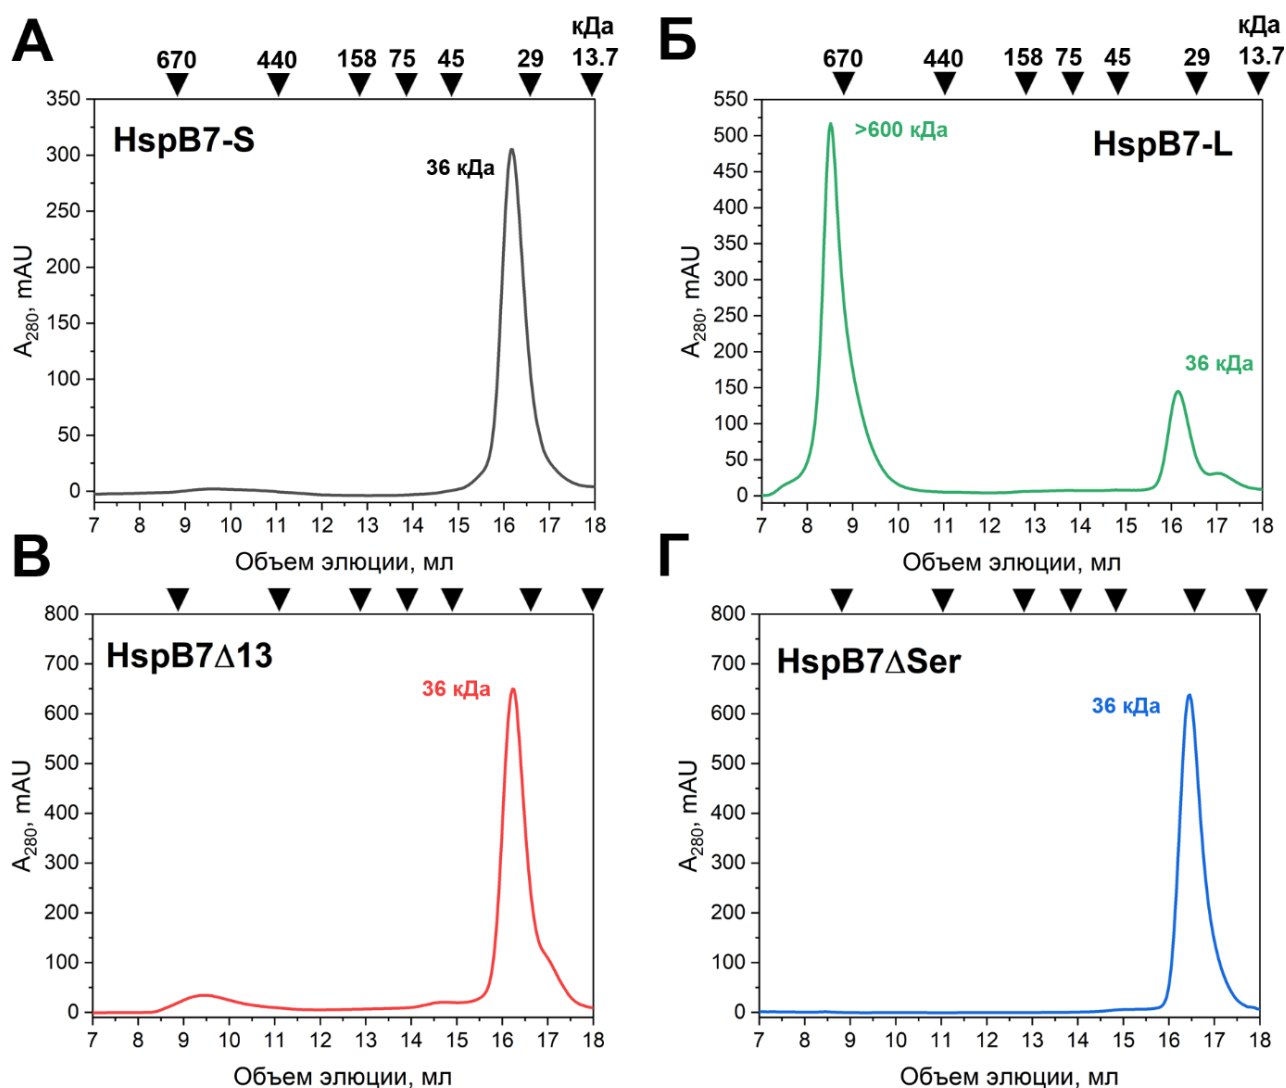 А
кДа
670 440 158 75 45 29 13.7
HspB7-S
36 кДа
350
300
250
200
150
100
50
0
A280, mAU
7 8 9 10 11 12 13 14 15 16 17 18
Объем элюции, мл
Б
кДа
670 440 158 75 45 29 13.7
HspB7-L
>600 кДа
36 кДа
550
500
450
400
350
300
250
200
150
100
50
0
A280, mAU
7 8 9 10 11 12 13 14 15 16 17 18
Объем элюции, мл
В
HspB7Δ13
36 кДа
800
700
600
500
400
300
200
100
0
A280, mAU
7 8 9 10 11 12 13 14 15 16 17 18
Объем элюции, мл
Г
HspB7ΔSer
36 кДа
800
700
600
500
400
300
200
100
0
A280, mAU
7 8 9 10 11 12 13 14 15 16 17 18
Объем элюции, мл